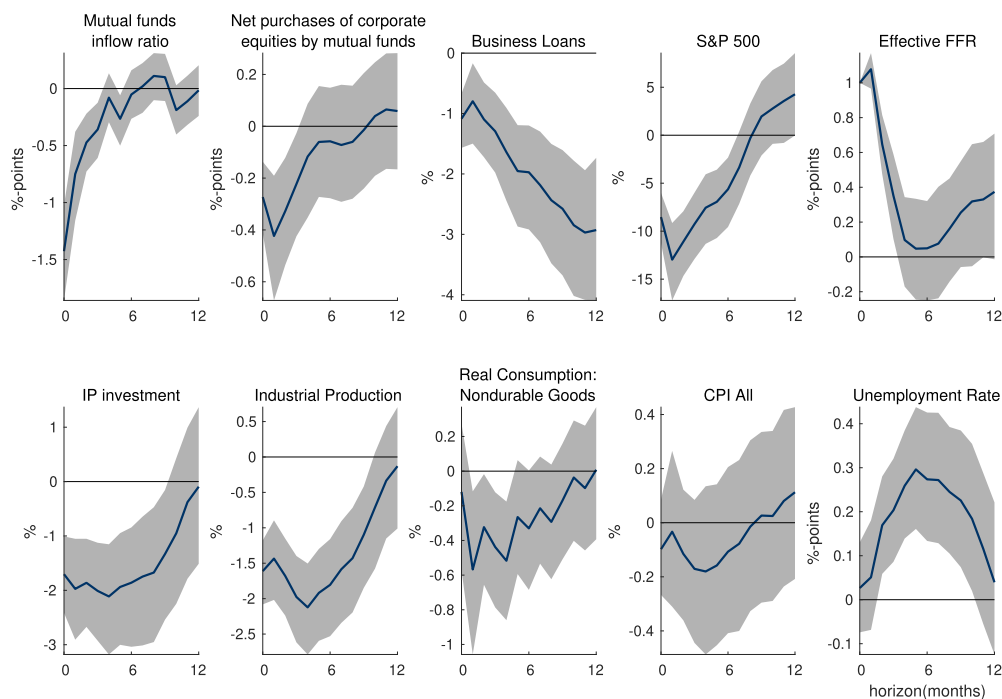 Mutual funds
inflow ratio
Net purchases of corporate
equities by mutual funds
Business Loans
S&P 500
Effective FFR
%-points
0
-0.5
-1
-1.5
0 6 12
%-points
0.2
0
-0.2
-0.4
-0.6
0 6 12
%
0
-1
-2
-3
-4
0 6 12
%
5
0
-5
-10
-15
0 6 12
%-points
1
0.8
0.6
0.4
0.2
0
-0.2
0 6 12
IP investment
Industrial Production
Real Consumption:
Nondurable Goods
CPI All
Unemployment Rate
%
1
0
-1
-2
-3
0 6 12
%
0.5
0
-0.5
-1
-1.5
-2
-2.5
0 6 12
%
0.2
0
-0.2
-0.4
-0.6
-0.8
-1
0 6 12
%
0.4
0.2
0
-0.2
-0.4
0 6 12
%-points
0.4
0.3
0.2
0.1
0
-0.1
0 6 12
horizon(months)